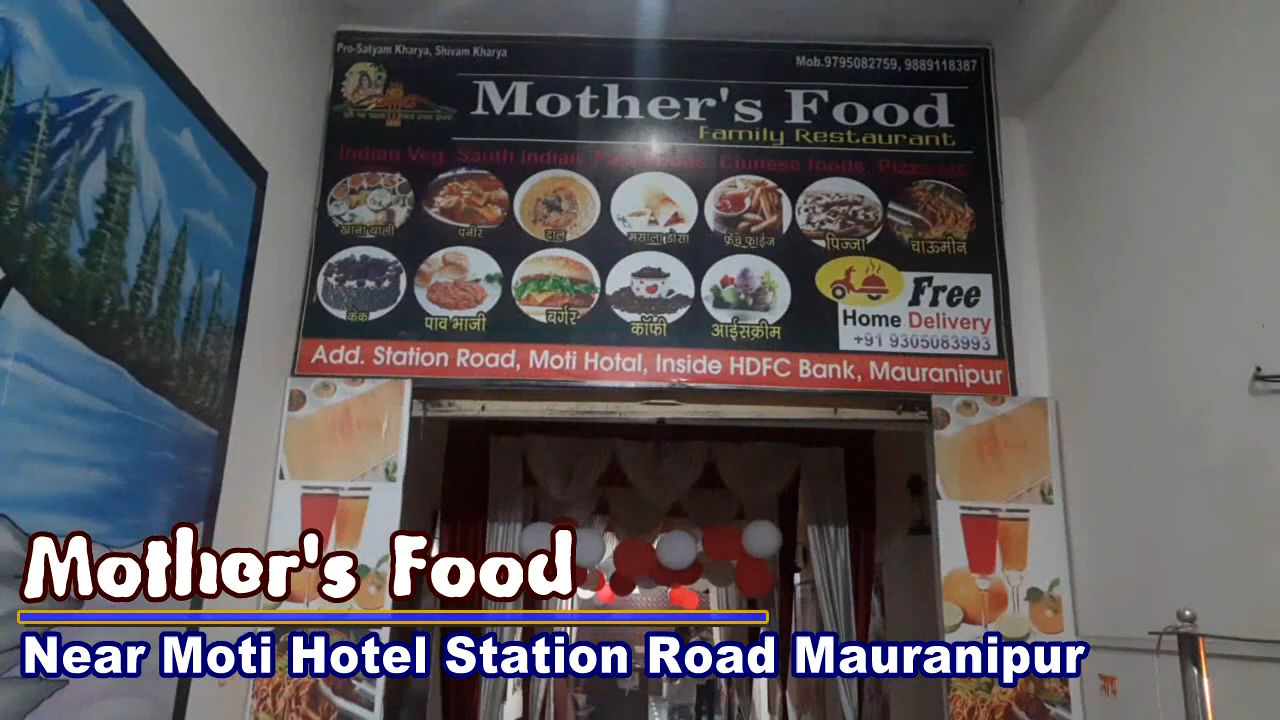 Pro-Satyam Kharya, Shivam Kharya
Mob.9795082759, 9889118387
Mother's Food
Family Restaurant
Indian Veg. South Indian, Fast Foods, Chinese foods, Pizza etc
खाना थाली
पनीर
दाल
मसाला डोसा
फ्रेंच फ्राईज
पिज्जा
चाऊमीन
केक
पाव भाजी
बर्गर
कॉफी
आईसक्रीम
Free
Home Delivery
+91 9305083993
Add. Station Road, Moti Hotal, Inside HDFC Bank, Mauranipur
Mother's Food
Near Moti Hotel Station Road Mauranipur